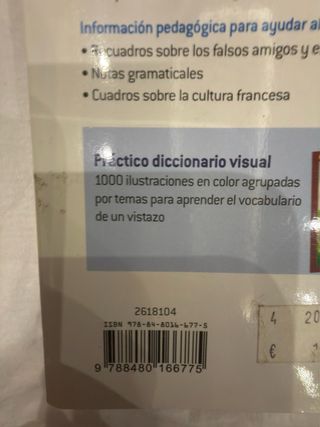 Información pedagógica para ayudar al
• Recuadros sobre los falsos amigos y e
• Notas gramaticales
• Cuadros sobre la cultura francesa
Práctico diccionario visual
1000 ilustraciones en color agrupadas
por temas para aprender el vocabulario
de un vistazo
2618104
ISBN 978-84-8016-677-5
9 788480 166775
4 20
€